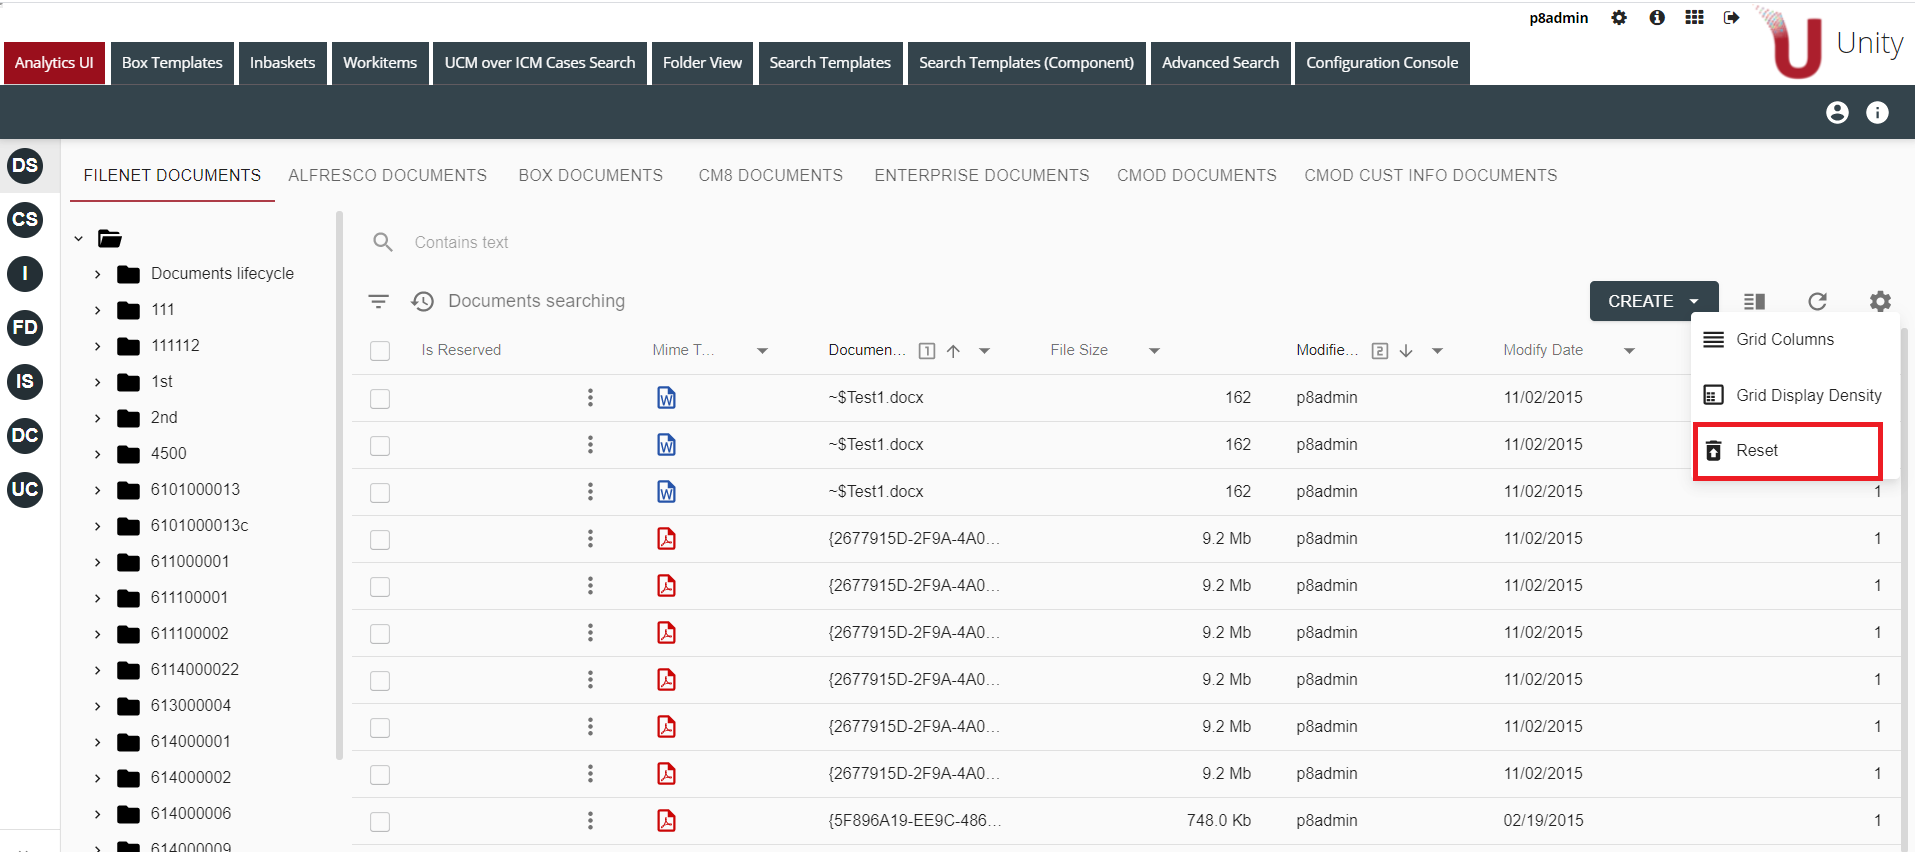 p8admin
Unity
Analytics UI
Box Templates
Inbaskets
Workitems
UCM over ICM Cases Search
Folder View
Search Templates
Search Templates (Component)
Advanced Search
Configuration Console
DS
CS
I
FD
IS
DC
UC
FILENET DOCUMENTS
ALFRESCO DOCUMENTS
BOX DOCUMENTS
CM8 DOCUMENTS
ENTERPRISE DOCUMENTS
CMOD DOCUMENTS
CMOD CUST INFO DOCUMENTS
Documents lifecycle
111
111112
1st
2nd
4500
6101000013
6101000013c
611000001
611100001
611100002
6114000022
613000004
614000001
614000002
614000006
614000009
Contains text
Documents searching
CREATE
Grid Columns
Grid Display Density
Reset
Is Reserved Mime T... Documen... 1 File Size Modifie... 2 Modify Date
~$Test1.docx 162 p8admin 11/02/2015
~$Test1.docx 162 p8admin 11/02/2015
~$Test1.docx 162 p8admin 11/02/2015 1
{2677915D-2F9A-4A0... 9.2 Mb p8admin 11/02/2015 1
{2677915D-2F9A-4A0... 9.2 Mb p8admin 11/02/2015 1
{2677915D-2F9A-4A0... 9.2 Mb p8admin 11/02/2015 1
{2677915D-2F9A-4A0... 9.2 Mb p8admin 11/02/2015 1
{2677915D-2F9A-4A0... 9.2 Mb p8admin 11/02/2015 1
{2677915D-2F9A-4A0... 9.2 Mb p8admin 11/02/2015 1
{5F896A19-EE9C-486... 748.0 Kb p8admin 02/19/2015 1